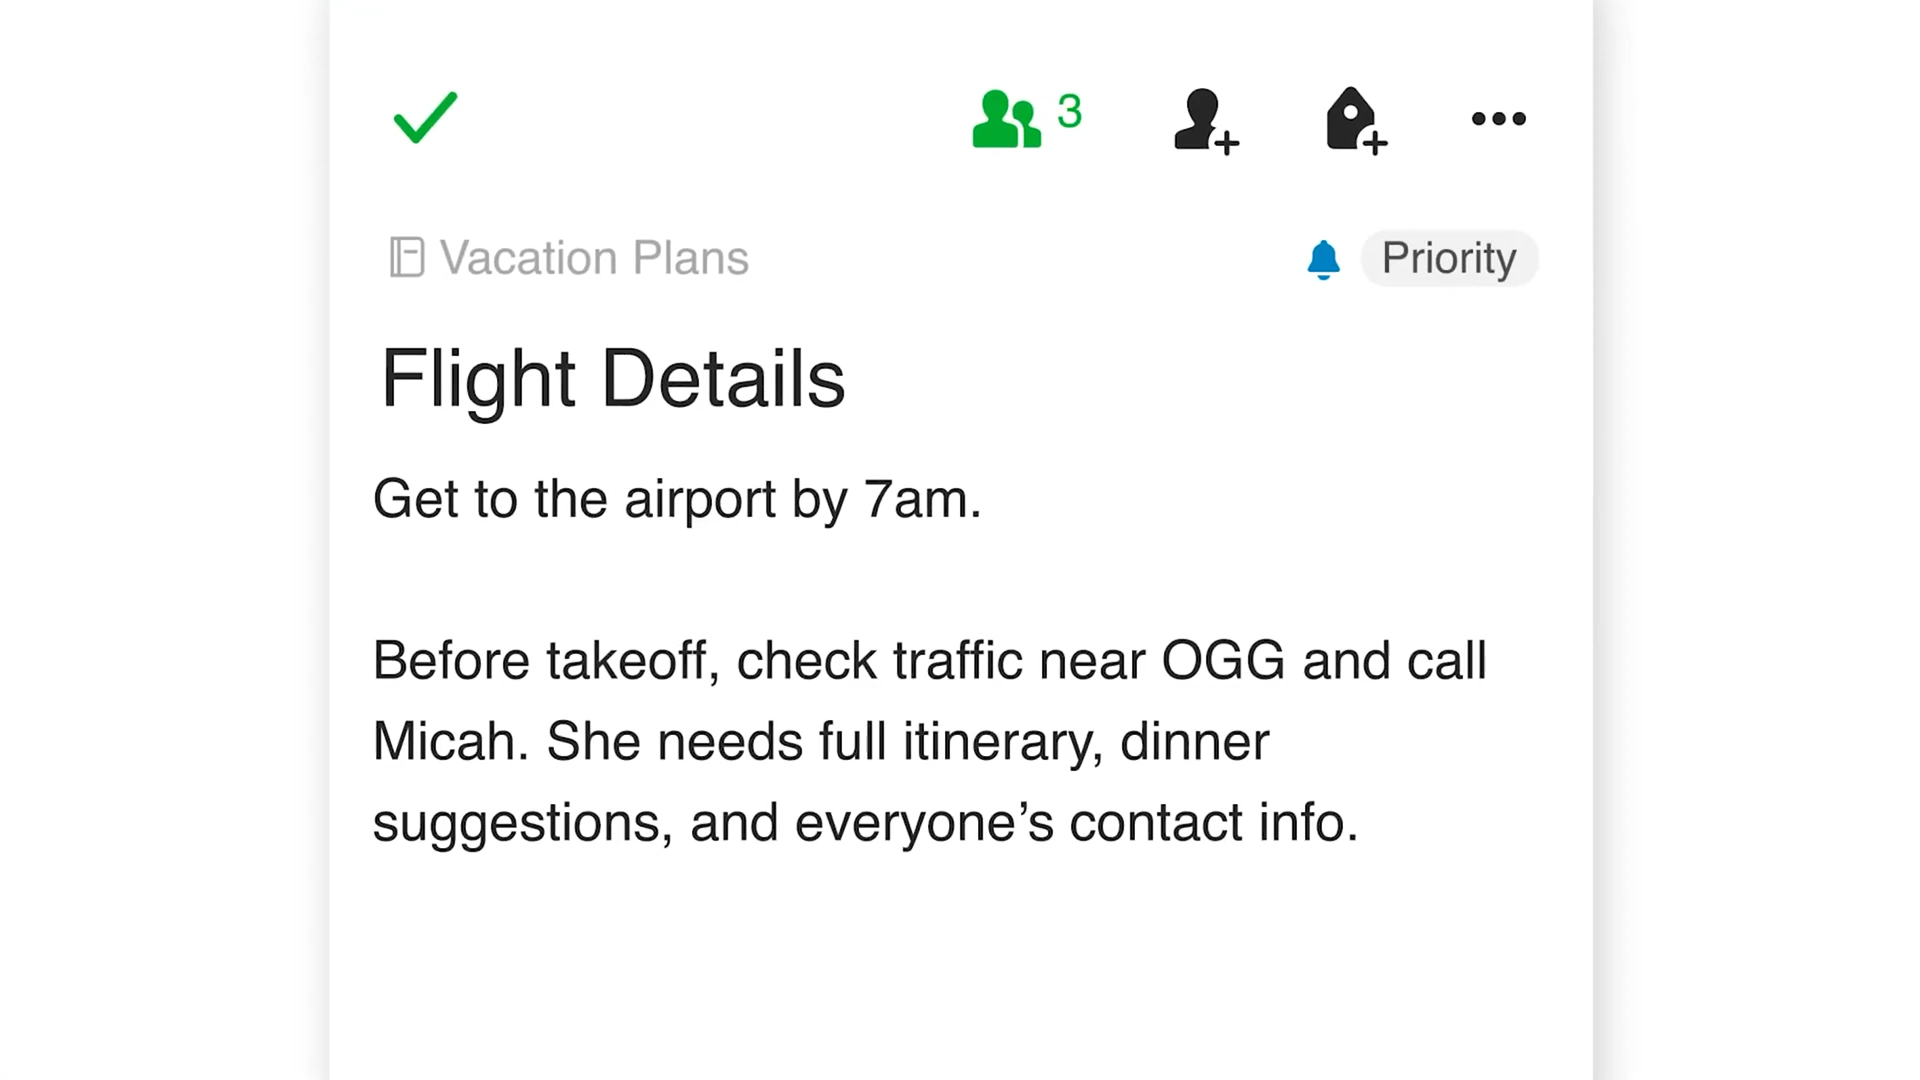 3
Vacation Plans
Priority
Flight Details
Get to the airport by 7am.
Before takeoff, check traffic near OGG and call
Micah. She needs full itinerary, dinner
suggestions, and everyone’s contact info.